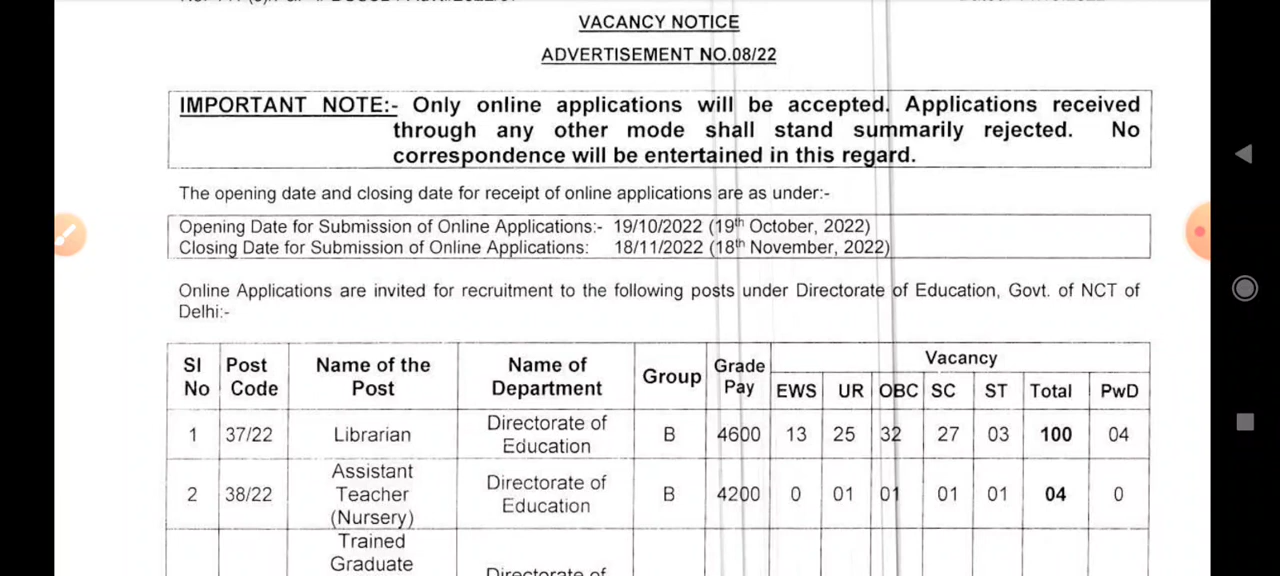 VACANCY NOTICE
ADVERTISEMENT NO.08/22
IMPORTANT NOTE:- Only online applications will be accepted. Applications received
through any other mode shall stand summarily rejected. No
correspondence will be entertained in this regard.
The opening date and closing date for receipt of online applications are as under:-
Opening Date for Submission of Online Applications:- 19/10/2022 (19th October, 2022)
Closing Date for Submission of Online Applications: 18/11/2022 (18th November, 2022)
Online Applications are invited for recruitment to the following posts under Directorate of Education, Govt. of NCT of
Delhi:-
Sl No Post Code Name of the Post Name of Department Group Grade Pay Vacancy
EWS UR OBC SC ST Total PwD
1 37/22 Librarian Directorate of Education B 4600 13 25 32 27 03 100 04
2 38/22 Assistant Teacher (Nursery) Directorate of Education B 4200 0 01 01 01 01 04 0
Trained
Graduate
Directorate of